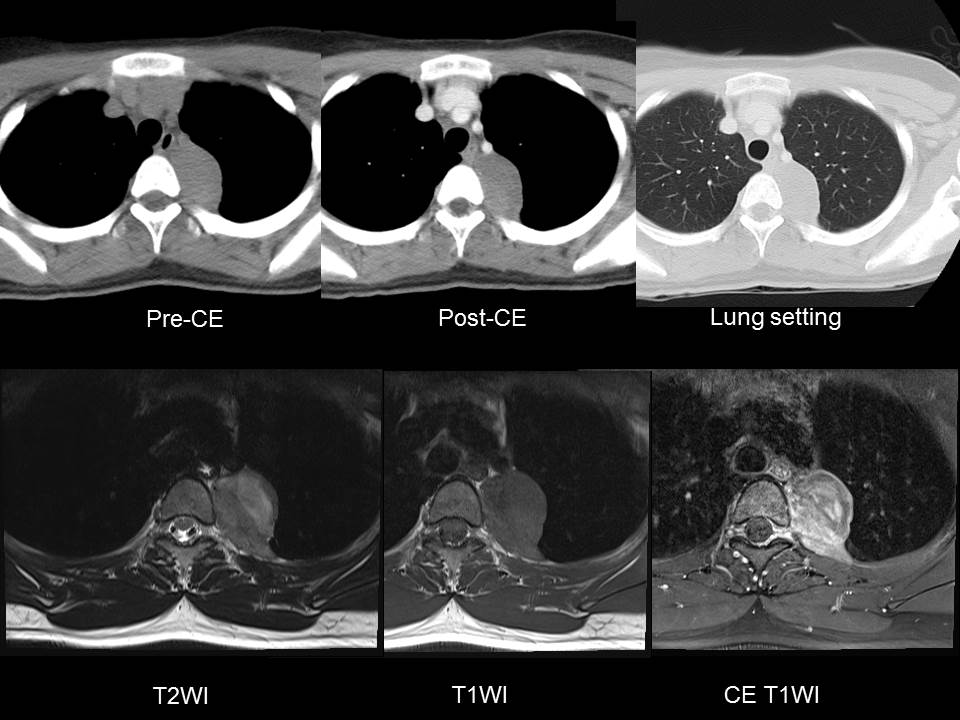 Pre-CE
Post-CE
Lung setting
T2WI
T1WI
CE T1WI